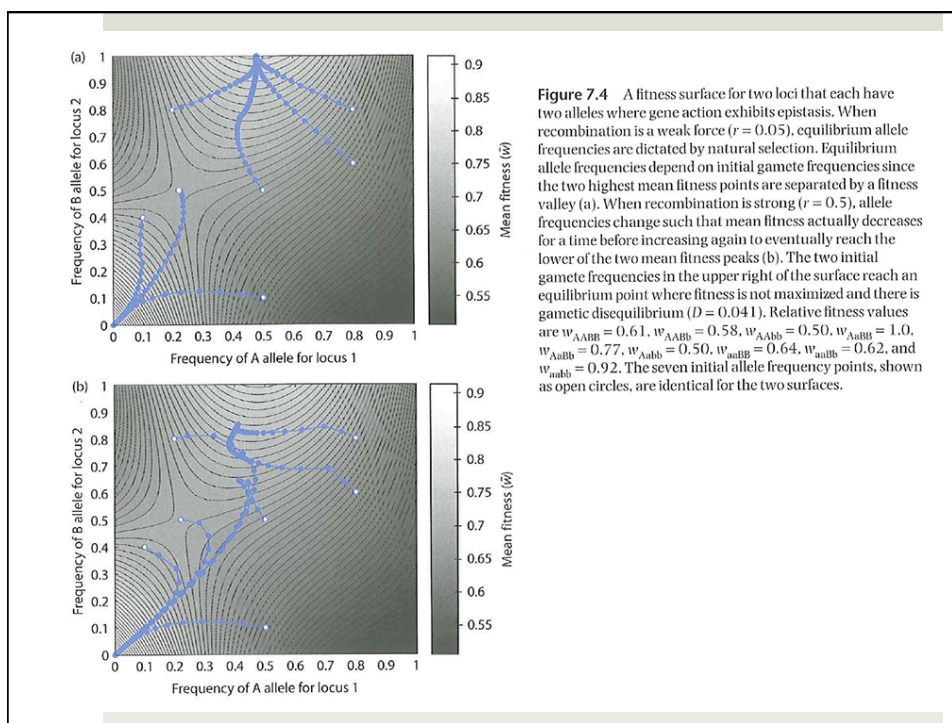 (a)
1
0.9
0.8
0.7
0.6
0.5
0.4
0.3
0.2
0.1
0
Frequency of B allele for locus 2
0 0.1 0.2 0.3 0.4 0.5 0.6 0.7 0.8 0.9 1
Frequency of A allele for locus 1
0.9
0.85
0.8
0.75
0.7
0.65
0.6
0.55
Mean fitness (w̄)
(b)
1
0.9
0.8
0.7
0.6
0.5
0.4
0.3
0.2
0.1
0
Frequency of B allele for locus 2
0 0.1 0.2 0.3 0.4 0.5 0.6 0.7 0.8 0.9 1
Frequency of A allele for locus 1
0.9
0.85
0.8
0.75
0.7
0.65
0.6
0.55
Mean fitness (w̄)
Figure 7.4 A fitness surface for two loci that each have
two alleles where gene action exhibits epistasis. When
recombination is a weak force (r = 0.05), equilibrium allele
frequencies are dictated by natural selection. Equilibrium
allele frequencies depend on initial gamete frequencies since
the two highest mean fitness points are separated by a fitness
valley (a). When recombination is strong (r = 0.5), allele
frequencies change such that mean fitness actually decreases
for a time before increasing again to eventually reach the
lower of the two mean fitness peaks (b). The two initial
gamete frequencies in the upper right of the surface reach an
equilibrium point where fitness is not maximized and there is
gametic disequilibrium (D = 0.041). Relative fitness values
are wAABB = 0.61, wAABb = 0.58, wAAbb = 0.50, wAaBB = 1.0,
wAaBb = 0.77, wAabb = 0.50, waaBB = 0.64, waaBb = 0.62, and
waabb = 0.92. The seven initial allele frequency points, shown
as open circles, are identical for the two surfaces.